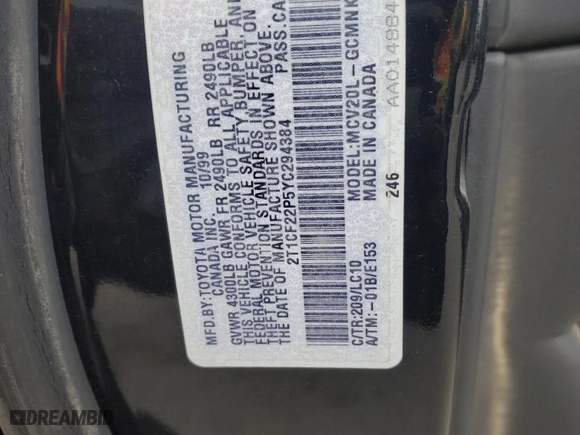 MFD.BY:TOYOTA MOTOR MANUFACTURING
CANADA INC. 10/99
GVWR 4300LB GAWR FR 2490LB RR 2490LB
THIS VEHICLE CONFORMS TO ALL APPLICABLE
FEDERAL MOTOR VEHICLE SAFETY BUMPER, AND
THEFT PREVENTION STANDARDS IN EFFECT ON
THE DATE OF MANUFACTURE SHOWN ABOVE.
2T1CF22P5YC294384 PASS.CA
C/TR:209/LC10 MODEL:MCV20L-GCMNK
A/TM:-01B/E153 MADE IN CANADA
246 AA014884
DREAMBID